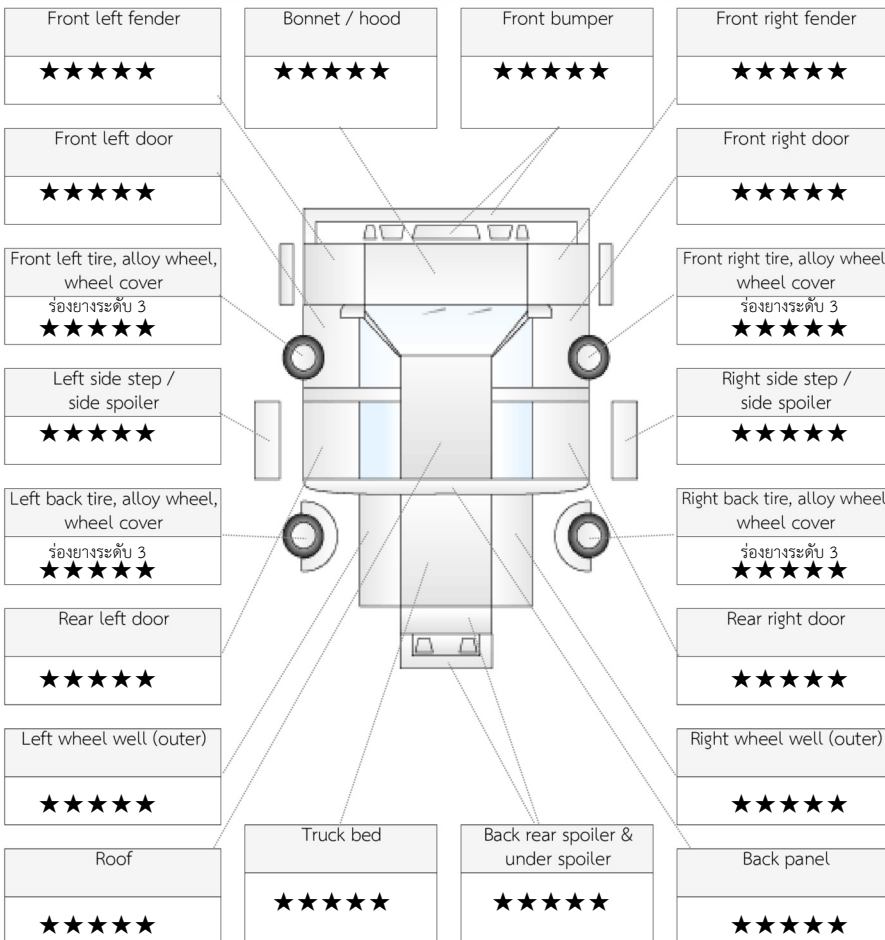 Front left fender
★★★★★
Bonnet / hood
★★★★★
Front bumper
★★★★★
Front right fender
★★★★★
Front left door
★★★★★
Front right door
★★★★★
Front left tire, alloy wheel,
wheel cover
ร่องยางระดับ 3
★★★★★
Front right tire, alloy wheel
wheel cover
ร่องยางระดับ 3
★★★★★
Left side step /
side spoiler
★★★★★
Right side step /
side spoiler
★★★★★
Left back tire, alloy wheel,
wheel cover
ร่องยางระดับ 3
★★★★★
Right back tire, alloy wheel
wheel cover
ร่องยางระดับ 3
★★★★★
Rear left door
★★★★★
Rear right door
★★★★★
Left wheel well (outer)
★★★★★
Right wheel well (outer)
★★★★★
Roof
★★★★★
Truck bed
★★★★★
Back rear spoiler &
under spoiler
★★★★★
Back panel
★★★★★